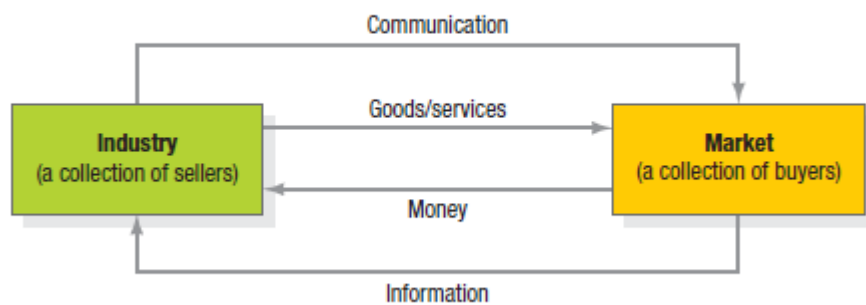 Communication
Goods/services
Industry
(a collection of sellers)
Market
(a collection of buyers)
Money
Information